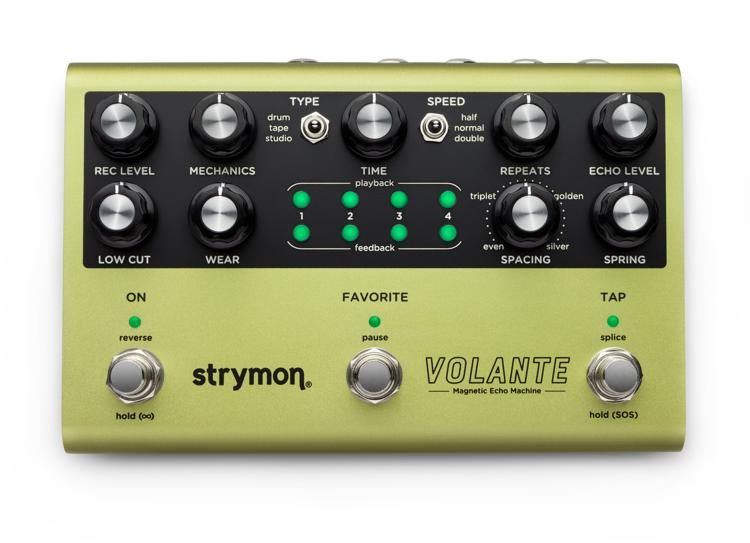 TYPE
SPEED
drum
tape
studio
half
normal
double
REC LEVEL
MECHANICS
TIME
REPEATS
ECHO LEVEL
playback
1
2
3
4
feedback
triplet
golden
even
silver
LOW CUT
WEAR
SPACING
SPRING
ON
FAVORITE
TAP
reverse
pause
splice
strymon®
VOLANTE
Magnetic Echo Machine
hold (∞)
hold (SOS)